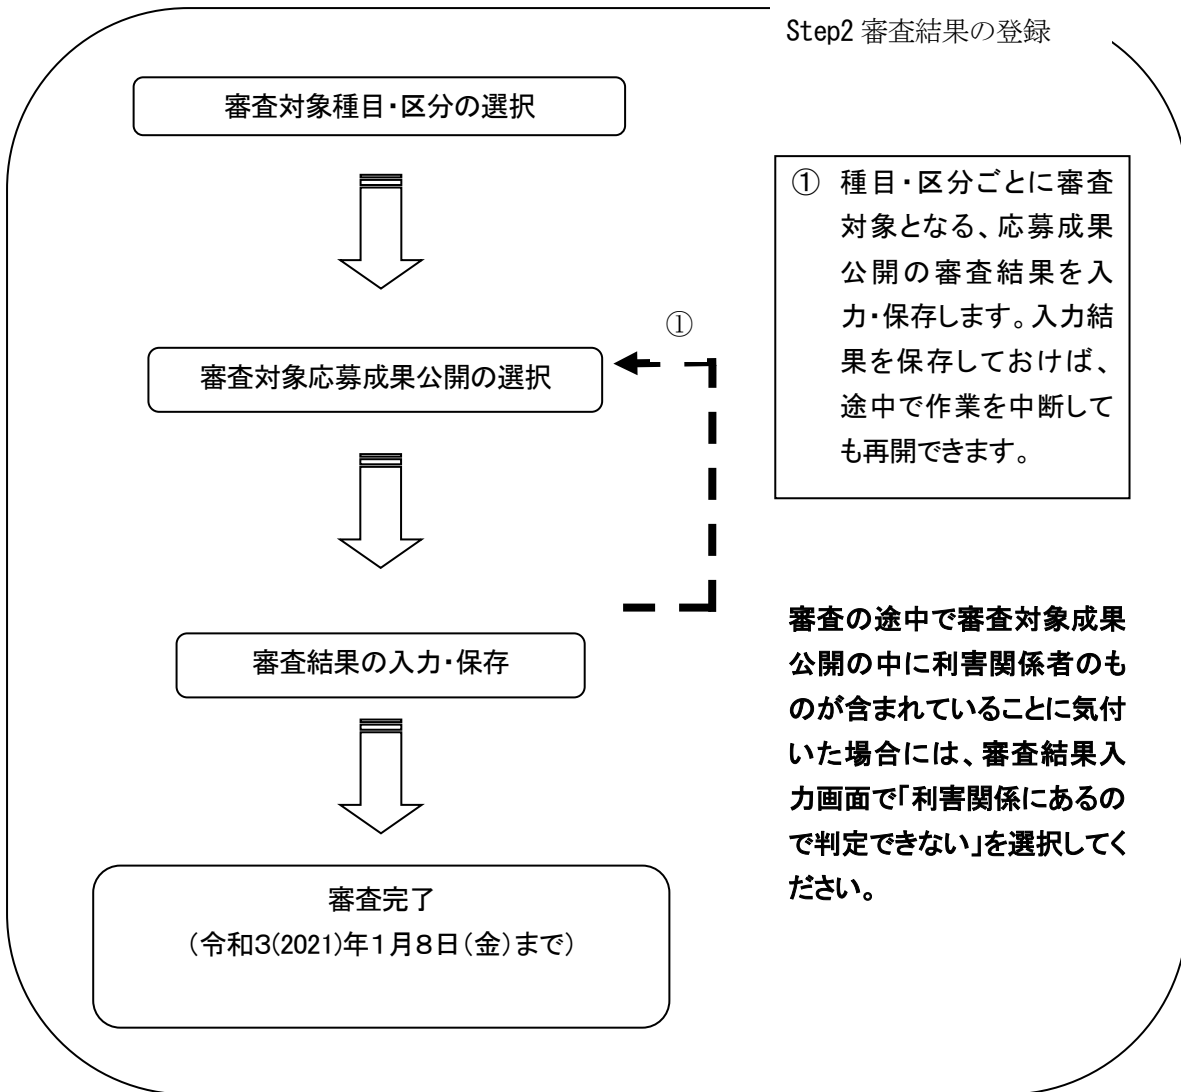 Step2 審査結果の登録
審査対象種目・区分の選択
① 種目・区分ごとに審査
対象となる、応募成果
公開の審査結果を入
力・保存します。入力結
果を保存しておけば、
途中で作業を中断して
も再開できます。
①
審査対象応募成果公開の選択
審査結果の入力・保存
審査の途中で審査対象成果
公開の中に利害関係者のも
のが含まれていることに気付
いた場合には、審査結果入
力画面で「利害関係にあるの
で判定できない」を選択してく
ださい。
審査完了
（令和3(2021)年１月８日（金）まで）